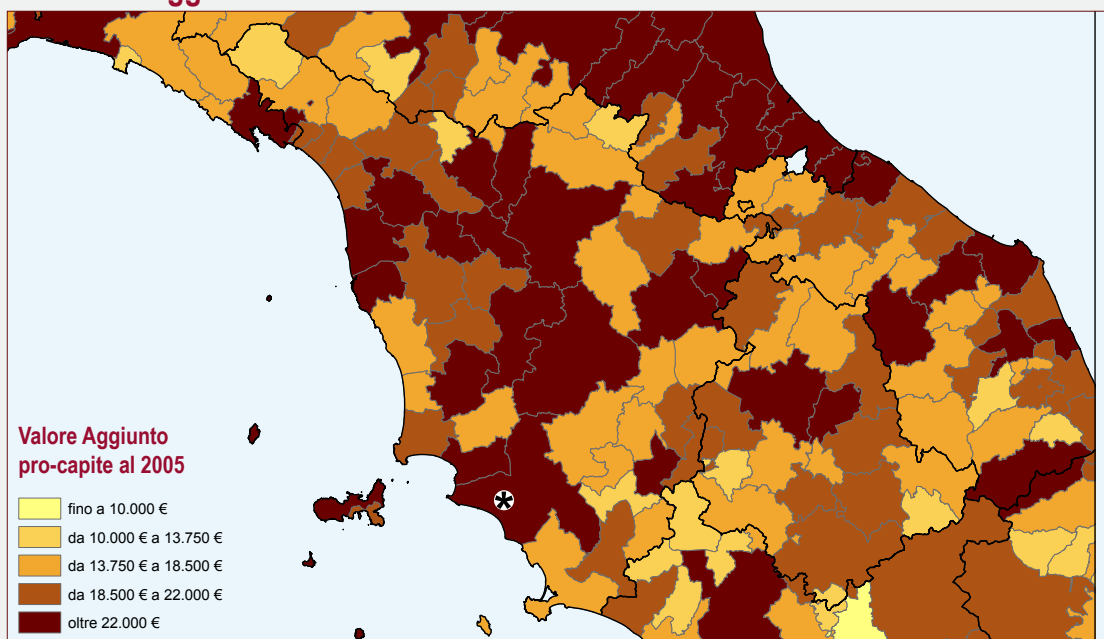 Valore Aggiunto
pro-capite al 2005
fino a 10.000 €
da 10.000 € a 13.750 €
da 13.750 € a 18.500 €
da 18.500 € a 22.000 €
oltre 22.000 €